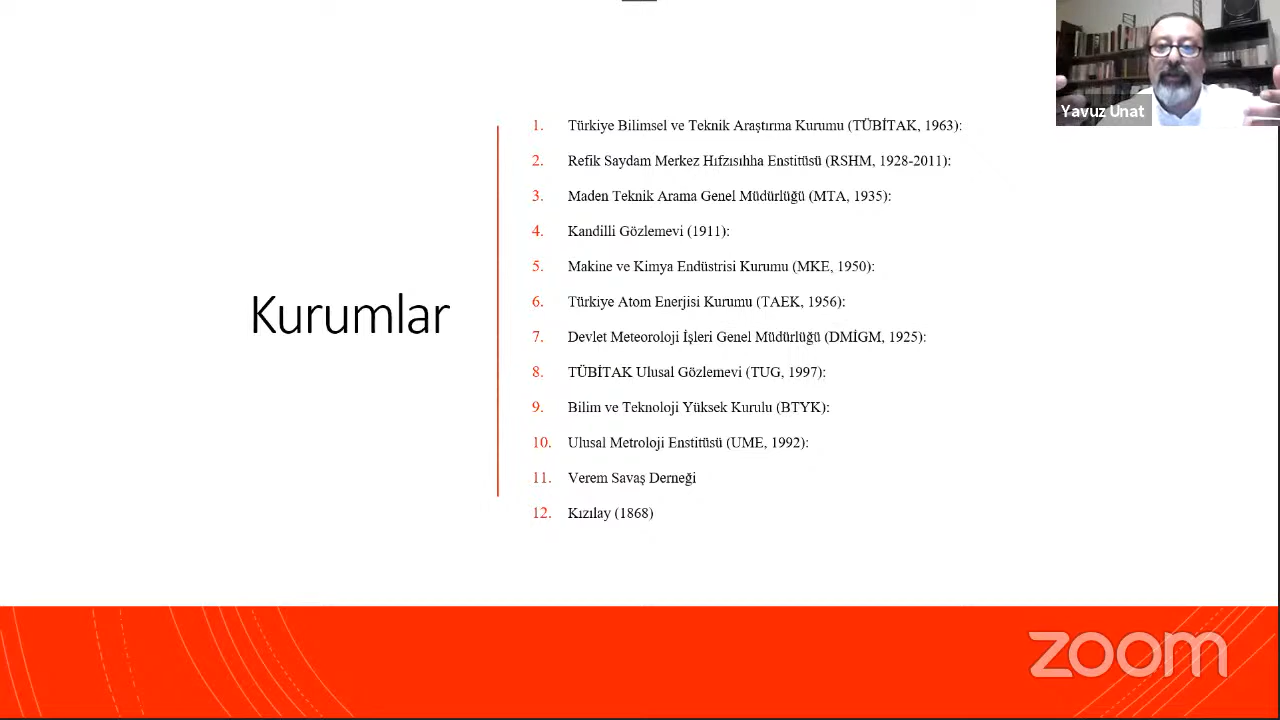 Kurumlar
1. Türkiye Bilimsel ve Teknik Araştırma Kurumu (TÜBİTAK, 1963):
2. Refik Saydam Merkez Hıfzısıhha Enstitüsü (RSHM, 1928-2011):
3. Maden Teknik Arama Genel Müdürlüğü (MTA, 1935):
4. Kandilli Gözlemevi (1911):
5. Makine ve Kimya Endüstrisi Kurumu (MKE, 1950):
6. Türkiye Atom Enerjisi Kurumu (TAEK, 1956):
7. Devlet Meteoroloji İşleri Genel Müdürlüğü (DMİGM, 1925):
8. TÜBİTAK Ulusal Gözlemevi (TUG, 1997):
9. Bilim ve Teknoloji Yüksek Kurulu (BTYK):
10. Ulusal Metroloji Enstitüsü (UME, 1992):
11. Verem Savaş Derneği
12. Kızılay (1868)
Yavuz Unat
zoom